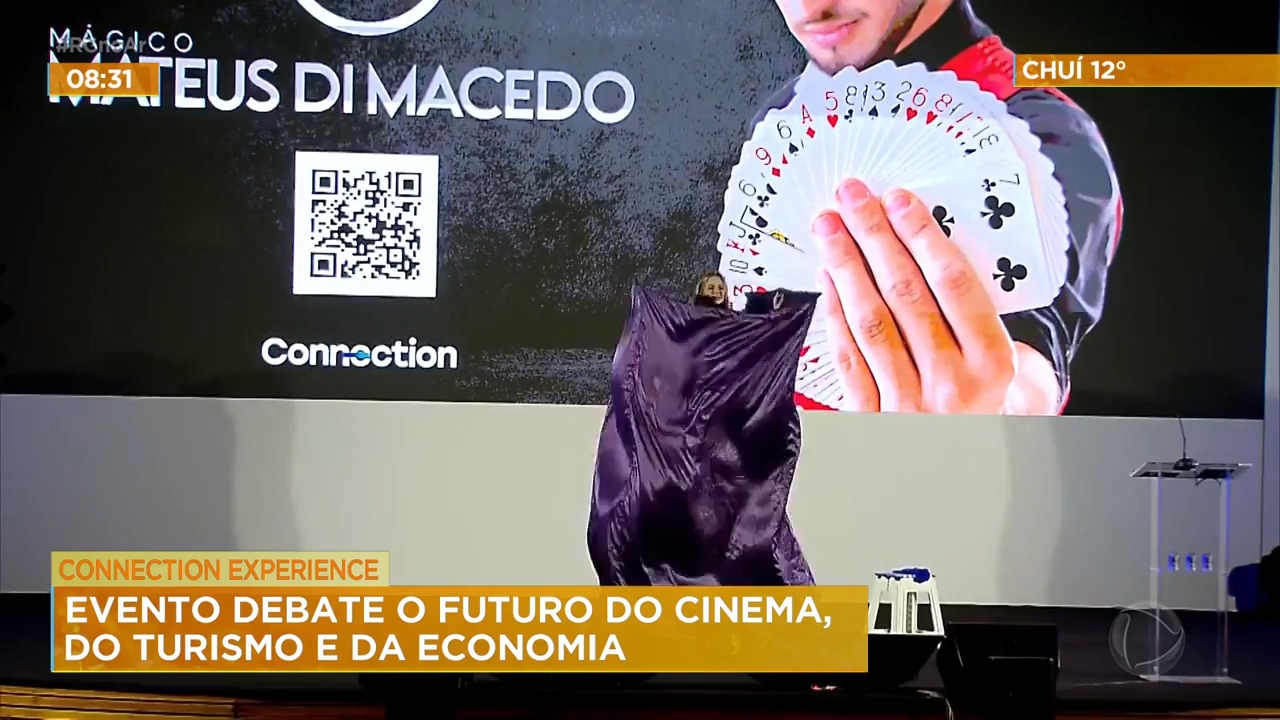 MÁGICO
#RSnoAr
08:31
MATEUS DI MACEDO
CHUÍ 12°
Connection
CONNECTION EXPERIENCE
EVENTO DEBATE O FUTURO DO CINEMA,
DO TURISMO E DA ECONOMIA